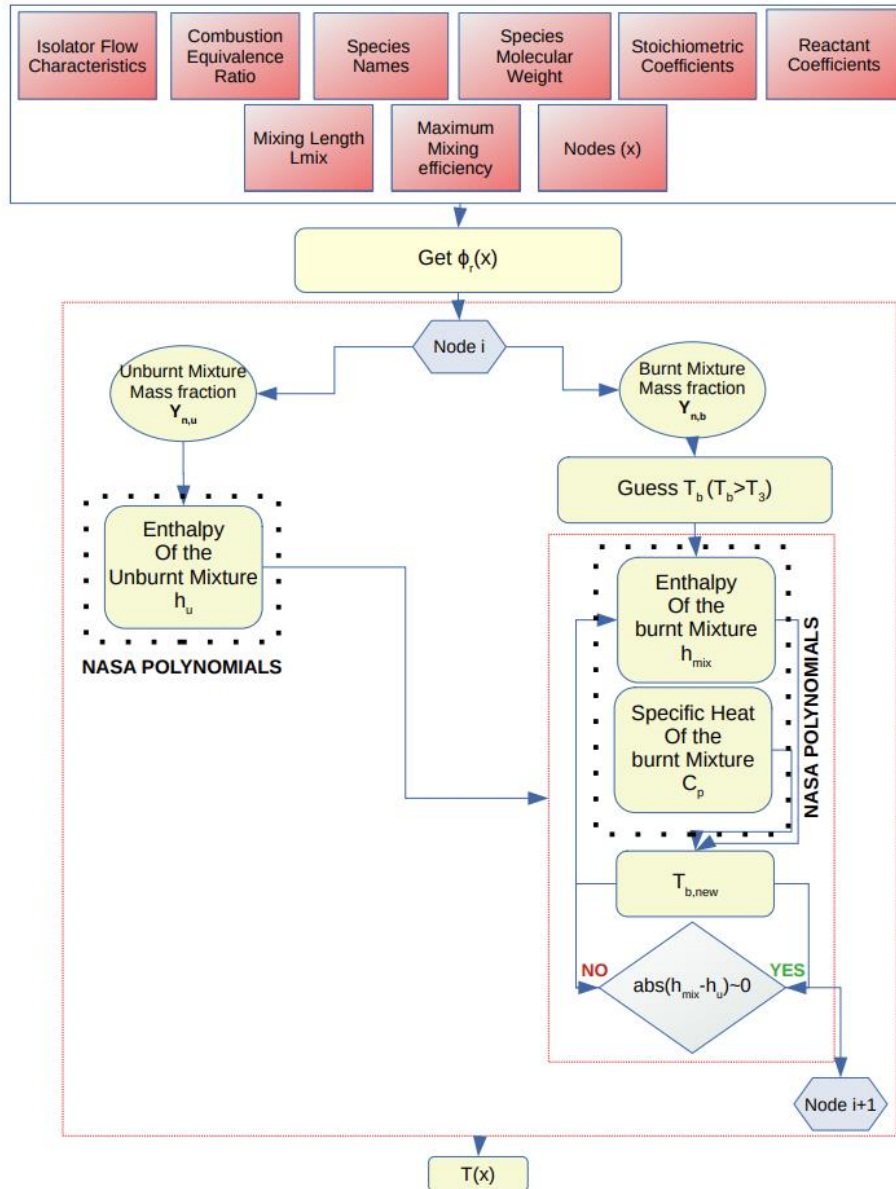 Isolator Flow
Characteristics
Combustion
Equivalence
Ratio
Species
Names
Species
Molecular
Weight
Stoichiometric
Coefficients
Reactant
Coefficients
Mixing Length
Lmix
Maximum
Mixing
efficiency
Nodes (x)
Get ϕr(x)
Node i
Unburnt Mixture
Mass fraction
Yn,u
Burnt Mixture
Mass fraction
Yn,b
Guess Tb (Tb>T3)
Enthalpy
Of the
Unburnt Mixture
hu
NASA POLYNOMIALS
Enthalpy
Of the
burnt Mixture
hmix
Specific Heat
Of the
burnt Mixture
Cp
NASA POLYNOMIALS
Tb,new
NO
YES
abs(hmix-hu)~0
Node i+1
T(x)